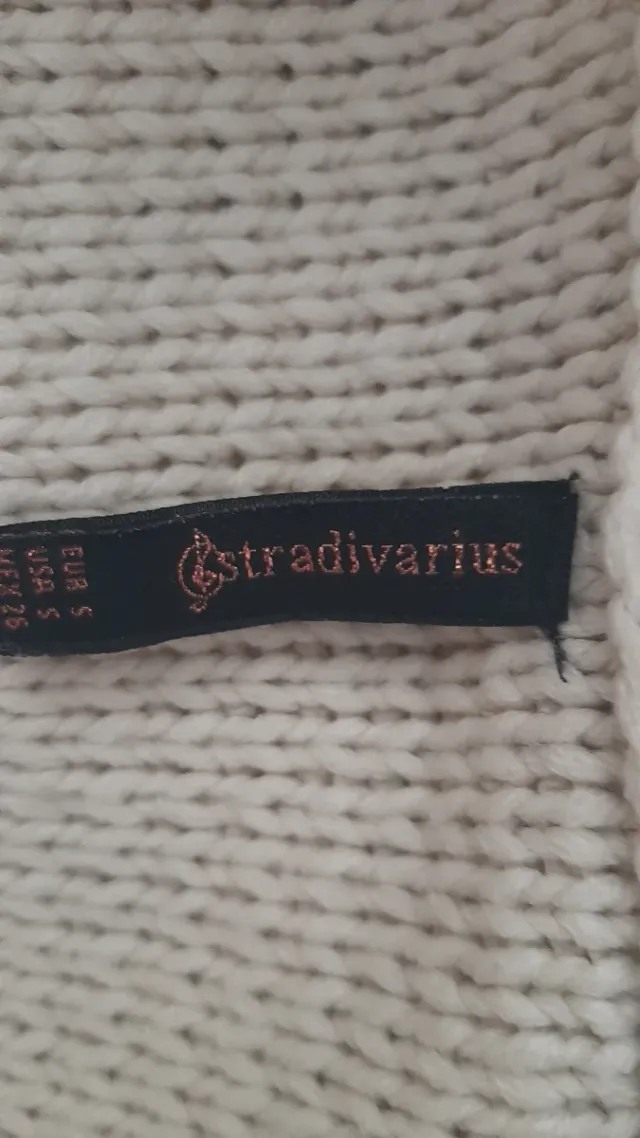 stradivarius
EUR S
USA S
MEX 26